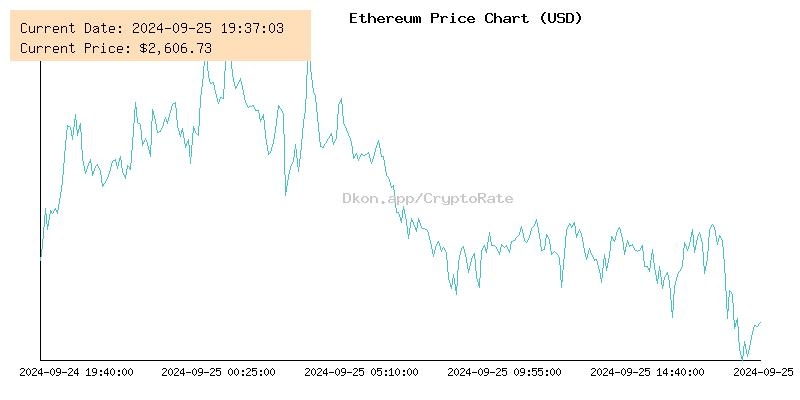 Ethereum Price Chart (USD)
Current Date: 2024-09-25 19:37:03
Current Price: $2,606.73
Dkon.app/CryptoRate
2024-09-24 19:40:00
2024-09-25 00:25:00
2024-09-25 05:10:00
2024-09-25 09:55:00
2024-09-25 14:40:00
2024-09-25